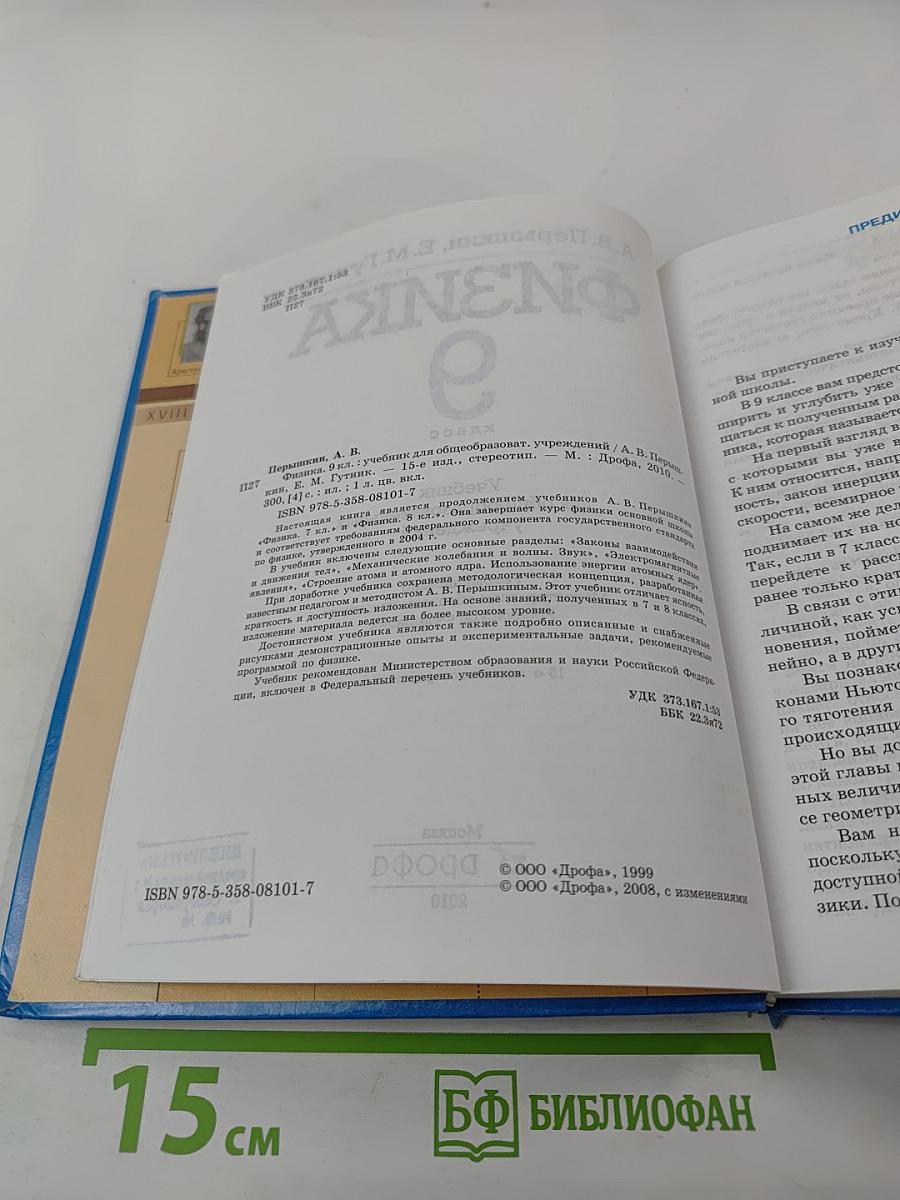 УДК 373.167.1:53
ББК 22.3я72
П27
Перышкин, А. В.
П27 Физика. 9 кл. : учебник для общеобразоват. учреждений / А. В. Перыш-
кин, Е. М. Гутник. — 15-е изд., стереотип. — М. : Дрофа, 2010. —
300, [4] с. : ил. ; 1 л. цв. вкл.
ISBN 978-5-358-08101-7
Настоящая книга является продолжением учебников А. В. Перышкина
«Физика. 7 кл.» и «Физика. 8 кл.». Она завершает курс физики основной школы
и соответствует требованиям федерального компонента государственного стандарта
по физике, утвержденного в 2004 г.
В учебник включены следующие основные разделы: «Законы взаимодействия
и движения тел», «Механические колебания и волны. Звук», «Электромагнитные
явления», «Строение атома и атомного ядра. Использование энергии атомных ядер».
При доработке учебника сохранена методологическая концепция, разработанная
известным педагогом и методистом А. В. Перышкиным. Этот учебник отличает ясность,
краткость и доступность изложения. На основе знаний, полученных в 7 и 8 классах,
изложение материала ведется на более высоком уровне.
Достоинством учебника являются также подробно описанные и снабженные
рисунками демонстрационные опыты и экспериментальные задачи, рекомендуемые
программой по физике.
Учебник рекомендован Министерством образования и науки Российской Федера-
ции, включен в Федеральный перечень учебников.
УДК 373.167.1:53
ББК 22.3я72
ISBN 978-5-358-08101-7
© ООО «Дрофа», 1999
© ООО «Дрофа», 2008, с изменениями
XVIII
ПРЕДИ
Вы приступаете к изуч
ной школы.
В 9 классе вам предсто
ширить и углубить уже
щаться к полученным ра
ника, которая называетс
На первый взгляд в
с которыми вы уже в
К ним относится, напр
ность, закон инерции
скорости, всемирное
На самом же дел
поднимает их на но
Так, если в 7 класс
перейдете к расс
ранее только крат
В связи с эти
личиной, как уск
новения, поймет
нейно, а в други
Вы познако
конами Ньюто
го тяготения
происходящи
Но вы до
этой главы
ных величи
се геометри
Вам н
поскольку
доступной
зики. По
15 см
БФ БИБЛИОФАН